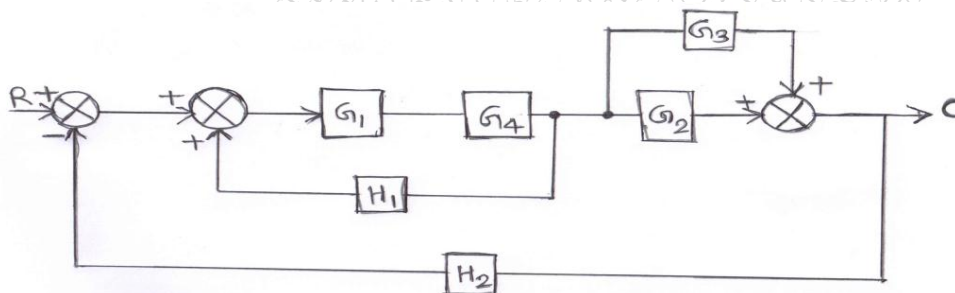 G3
R + + G1 G4 G2 + + C
- +
H1
H2